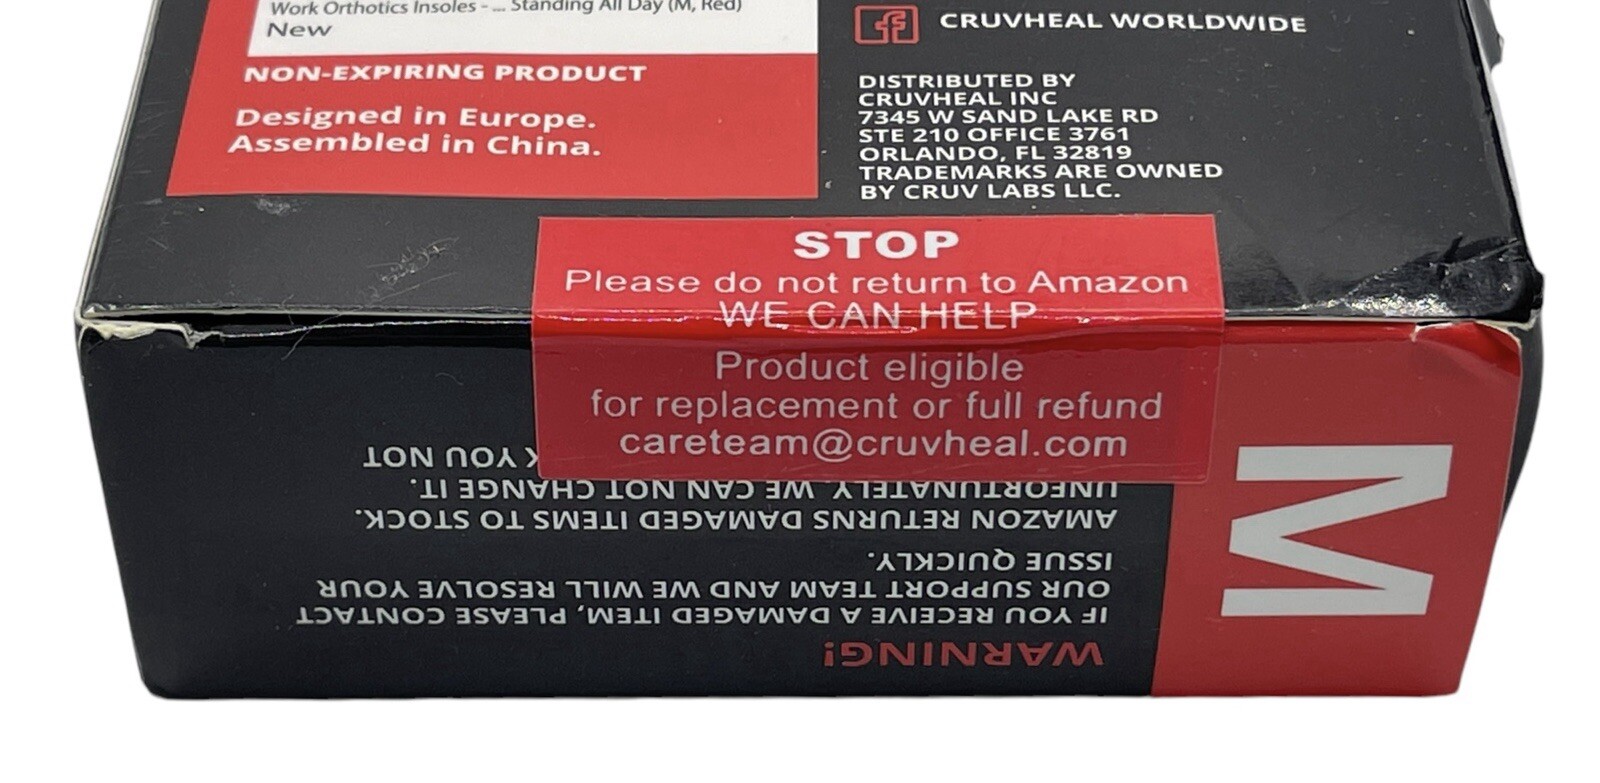 Work Orthotics Insoles - ... Standing All Day (M, Red)
New
NON-EXPIRING PRODUCT
Designed in Europe.
Assembled in China.
CRUVHEAL WORLDWIDE
DISTRIBUTED BY
CRUVHEAL INC
7345 W SAND LAKE RD
STE 210 OFFICE 3761
ORLANDO, FL 32819
TRADEMARKS ARE OWNED
BY CRUV LABS LLC.
STOP
Please do not return to Amazon
WE CAN HELP
Product eligible
for replacement or full refund
careteam@cruvheal.com
M
WARNING!
IF YOU RECEIVE A DAMAGED ITEM, PLEASE CONTACT
OUR SUPPORT TEAM AND WE WILL RESOLVE YOUR
ISSUE QUICKLY.
AMAZON RETURNS DAMAGED ITEMS TO STOCK.
UNFORTUNATELY, WE CAN NOT CHANGE IT.
YOU NOT